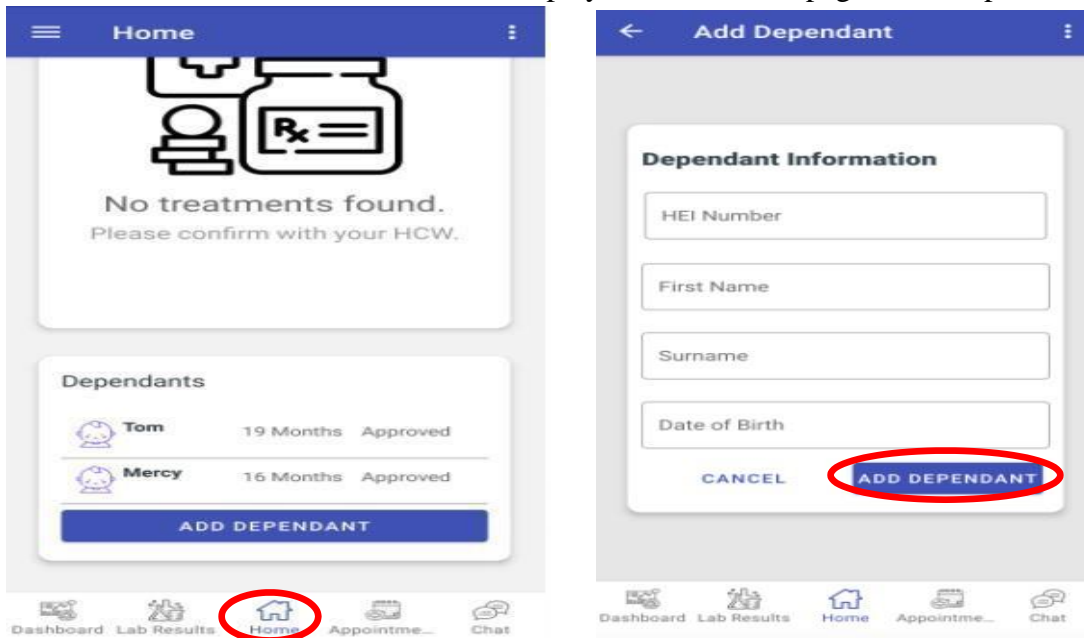 Home
Rx
No treatments found.
Please confirm with your HCW.
Dependants
Tom 19 Months Approved
Mercy 16 Months Approved
ADD DEPENDANT
Dashboard Lab Results Home Appointme... Chat
Add Dependant
Dependant Information
HEI Number
First Name
Surname
Date of Birth
CANCEL ADD DEPENDANT
Dashboard Lab Results Home Appointme... Chat